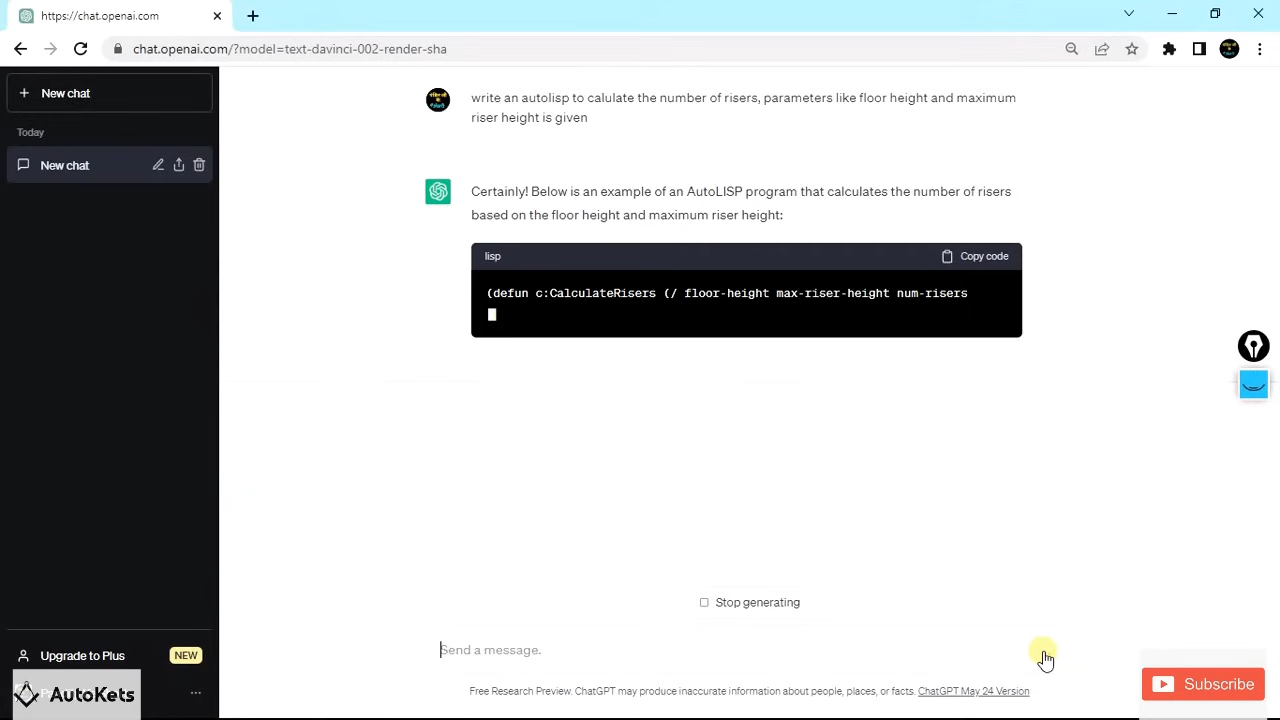 https://chat.openai.com
chat.openai.com/?model=text-davinci-002-render-sha
New chat
Today
New chat
write an autolisp to calulate the number of risers, parameters like floor height and maximum
riser height is given
Certainly! Below is an example of an AutoLISP program that calculates the number of risers
based on the floor height and maximum riser height:
lisp
Copy code
(defun c:CalculateRisers (/ floor-height max-riser-height num-risers
Stop generating
Send a message.
Free Research Preview. ChatGPT may produce inaccurate information about people, places, or facts. ChatGPT May 24 Version
Upgrade to Plus
NEW
AutoKets
Subscribe